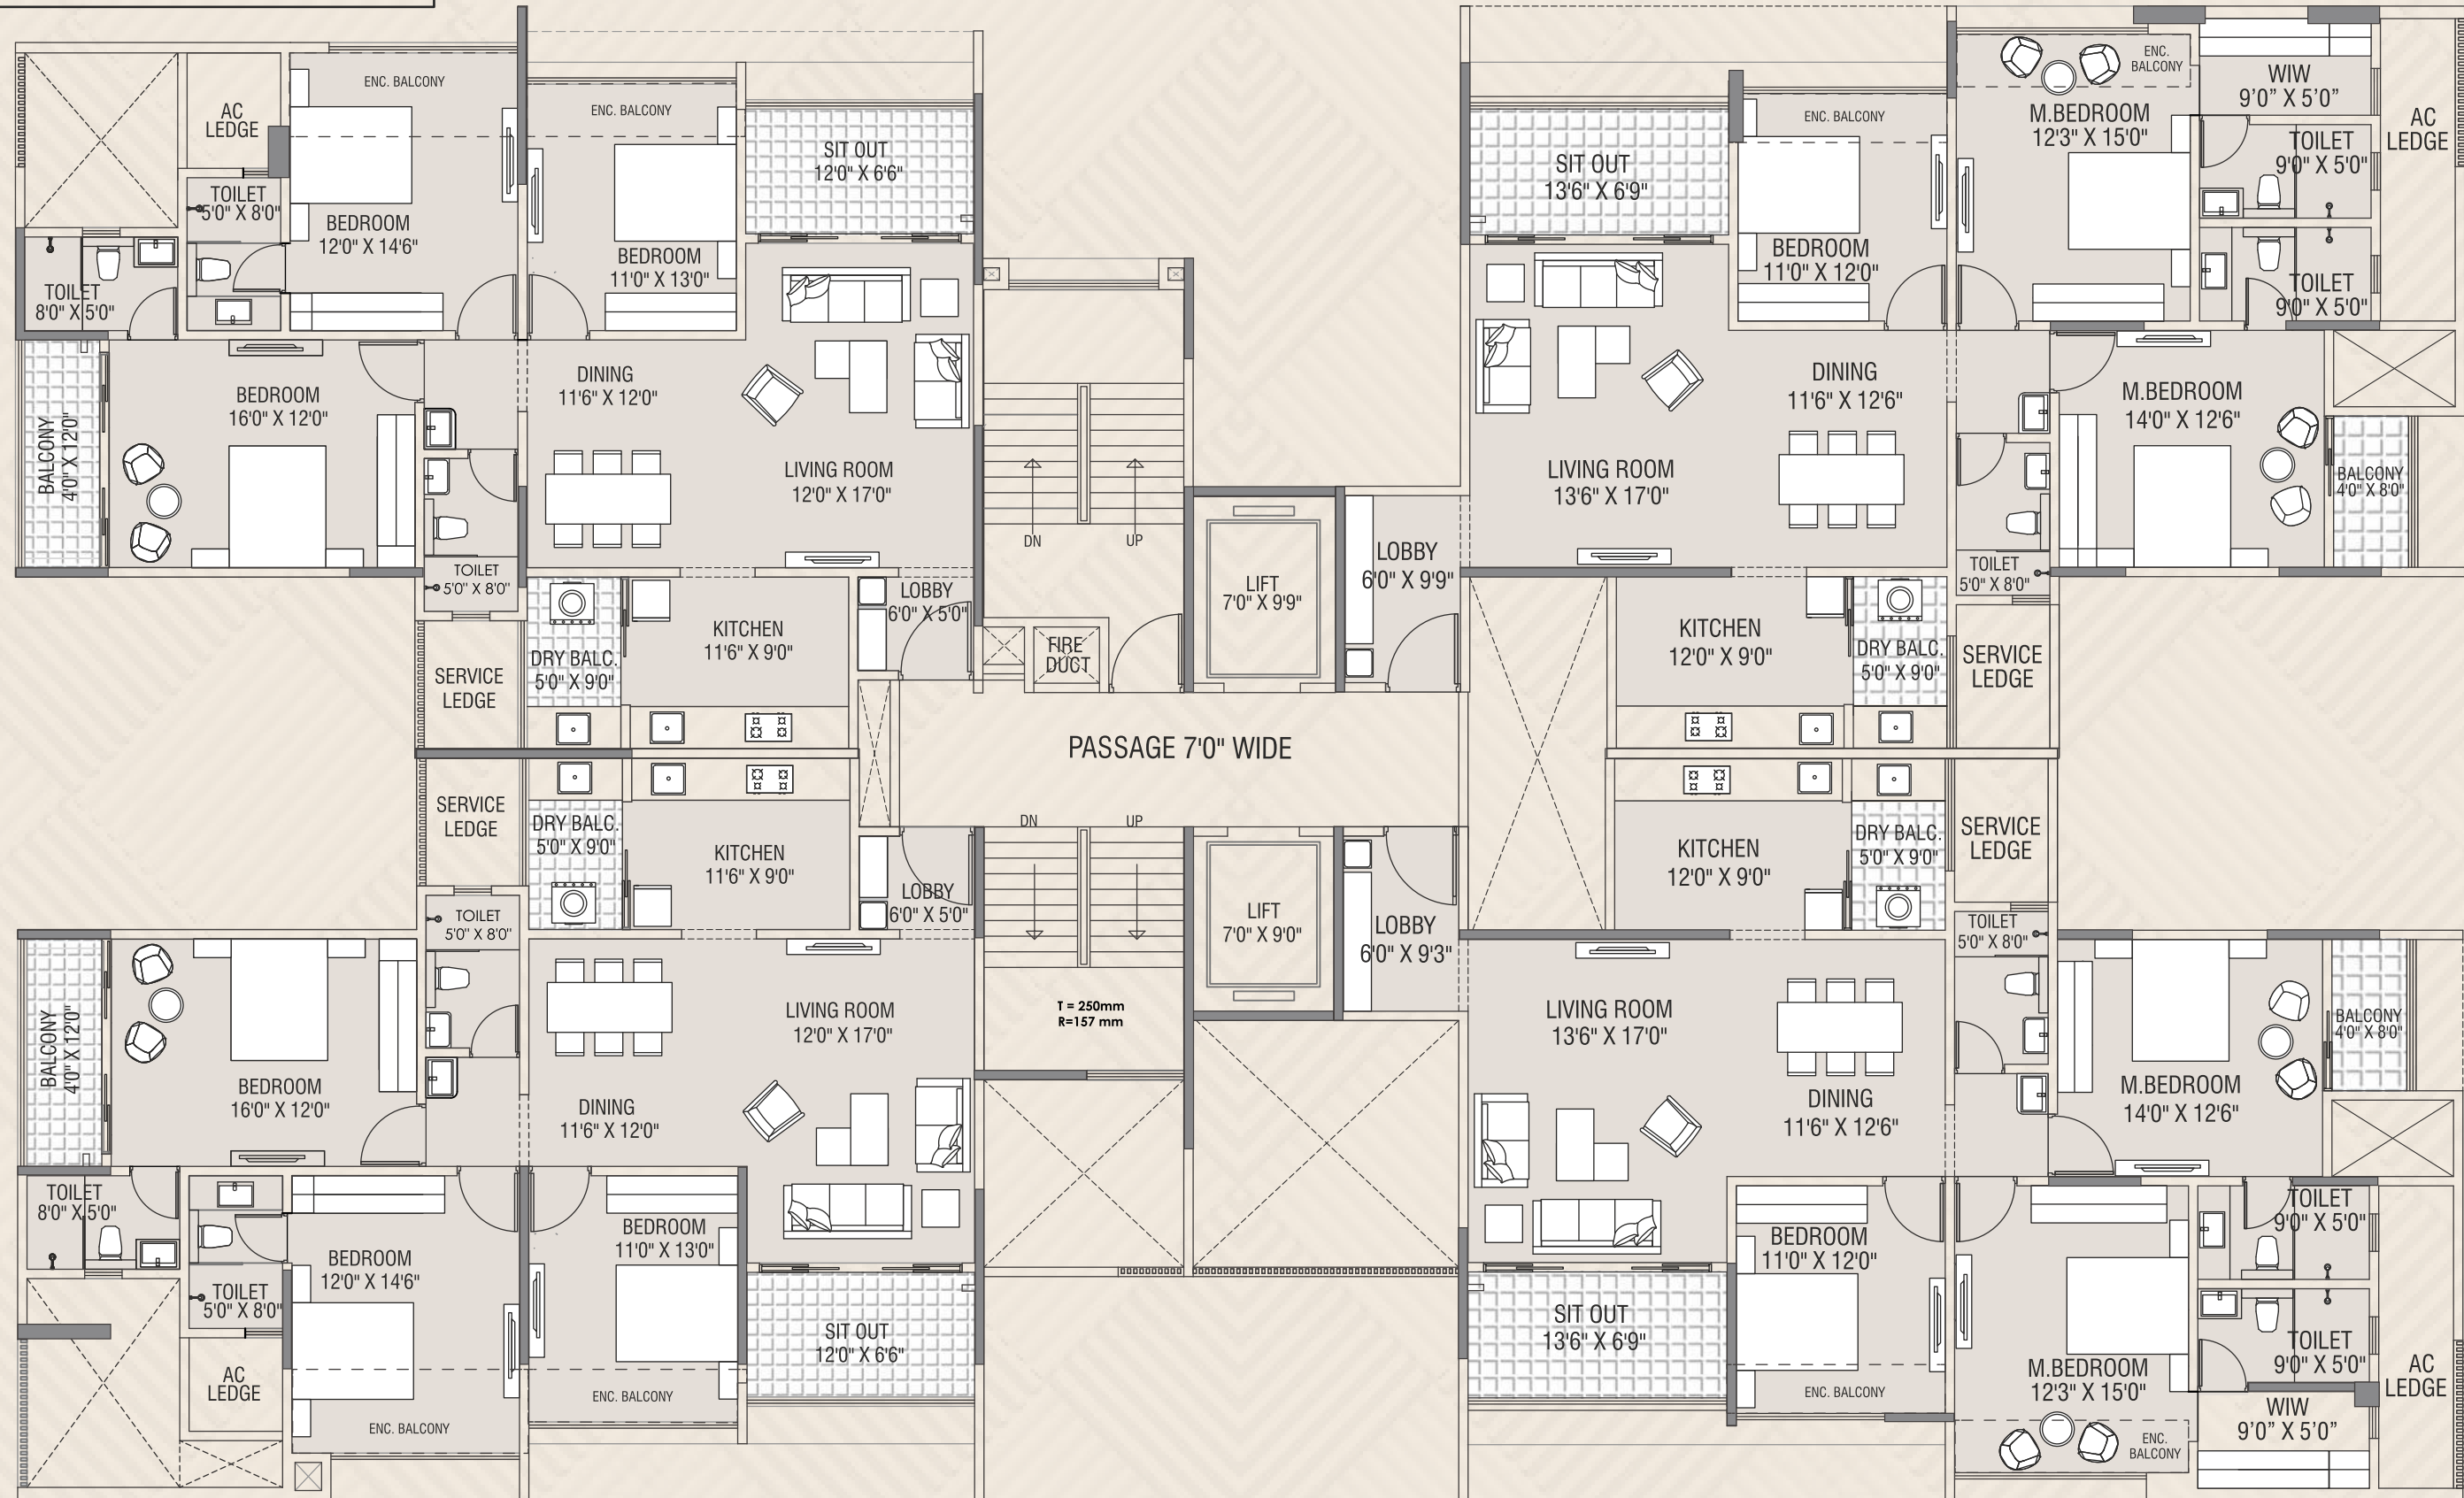 ENC. BALCONY
AC
LEDGE
TOILET
5'0" X 8'0"
BEDROOM
12'0" X 14'6"
ENC. BALCONY
BEDROOM
11'0" X 13'0"
SIT OUT
12'0" X 6'6"
TOILET
8'0" X 5'0"
BALCONY
4'0" X 12'0"
BEDROOM
16'0" X 12'0"
DINING
11'6" X 12'0"
LIVING ROOM
12'0" X 17'0"
TOILET
5'0" X 8'0"
SERVICE
LEDGE
DRY BALC.
5'0" X 9'0"
KITCHEN
11'6" X 9'0"
LOBBY
6'0" X 5'0"
DN
UP
FIRE
DUCT
LIFT
7'0" X 9'9"
LOBBY
6'0" X 9'9"
SIT OUT
13'6" X 6'9"
ENC. BALCONY
BEDROOM
11'0" X 12'0"
ENC.
BALCONY
M.BEDROOM
12'3" X 15'0"
WIW
9'0” X 5'0”
TOILET
9'0" X 5'0"
AC
LEDGE
TOILET
9'0" X 5'0"
LIVING ROOM
13'6" X 17'0"
DINING
11'6" X 12'6"
M.BEDROOM
14'0" X 12'6"
BALCONY
4'0" X 8'0"
TOILET
5'0" X 8'0"
KITCHEN
12'0" X 9'0"
DRY BALC.
5'0" X 9'0"
SERVICE
LEDGE
PASSAGE 7'0" WIDE
SERVICE
LEDGE
DRY BALC.
5'0" X 9'0"
KITCHEN
11'6" X 9'0"
LOBBY
6'0" X 5'0"
DN
UP
LIFT
7'0" X 9'0"
LOBBY
6'0" X 9'3"
T = 250mm
R=157 mm
TOILET
5'0" X 8'0"
BALCONY
4'0" X 12'0"
BEDROOM
16'0" X 12'0"
DINING
11'6" X 12'0"
LIVING ROOM
12'0" X 17'0"
TOILET
8'0" X 5'0"
TOILET
5'0" X 8'0"
AC
LEDGE
BEDROOM
12'0" X 14'6"
ENC. BALCONY
BEDROOM
11'0" X 13'0"
ENC. BALCONY
SIT OUT
12'0" X 6'6"
KITCHEN
12'0" X 9'0"
DRY BALC.
5'0" X 9'0"
SERVICE
LEDGE
TOILET
5'0" X 8'0"
LIVING ROOM
13'6" X 17'0"
DINING
11'6" X 12'6"
M.BEDROOM
14'0" X 12'6"
BALCONY
4'0" X 8'0"
SIT OUT
13'6" X 6'9"
BEDROOM
11'0" X 12'0"
ENC. BALCONY
M.BEDROOM
12'3" X 15'0"
ENC.
BALCONY
TOILET
9'0" X 5'0"
TOILET
9'0" X 5'0"
WIW
9'0” X 5'0”
AC
LEDGE